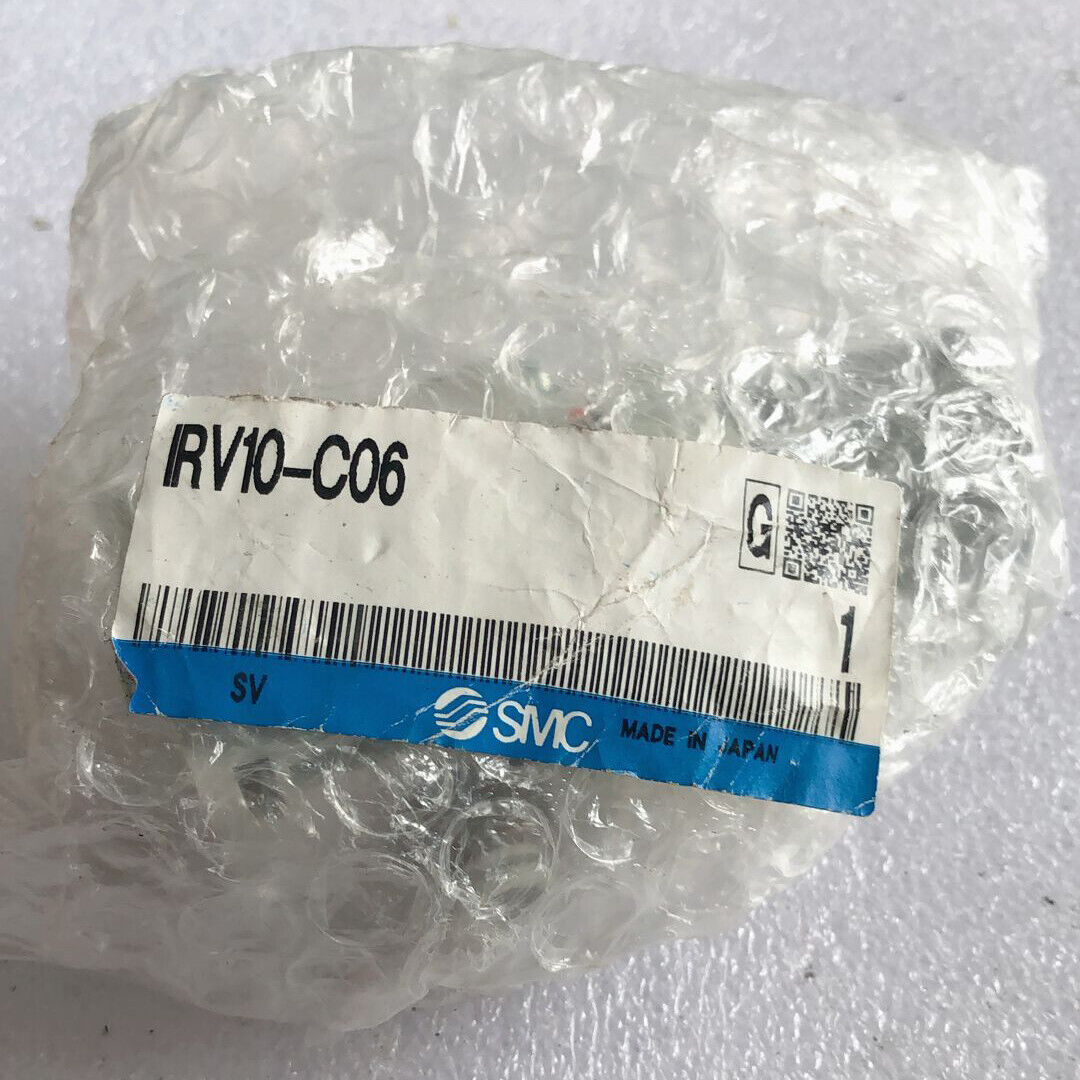 IRV10-C06
G
1
SV
SMC MADE IN JAPAN